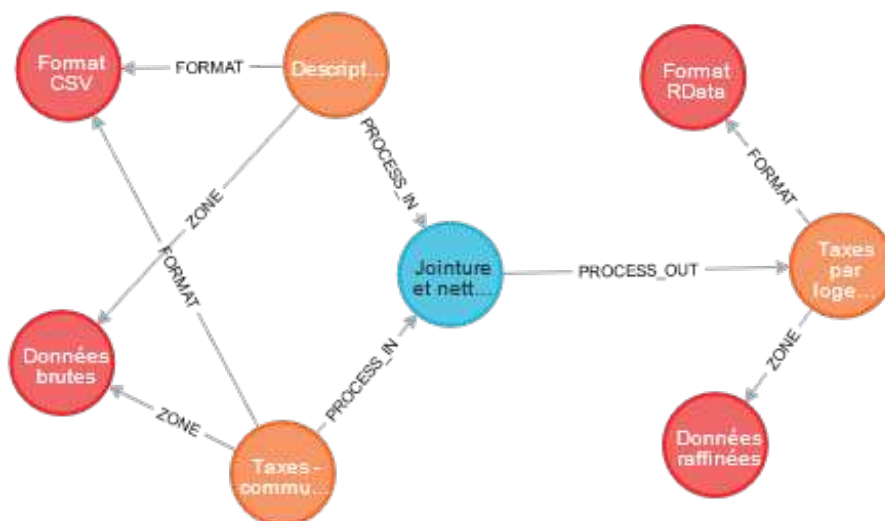 Format
CSV
FORMAT
Descript...
Format
RData
PROCESS_IN
FORMAT
ZONE
FORMAT
Jointure
et nett...
PROCESS_OUT
Taxes
par
loge...
Données
brutes
PROCESS_IN
ZONE
ZONE
Taxes -
commu...
Données
raffinées